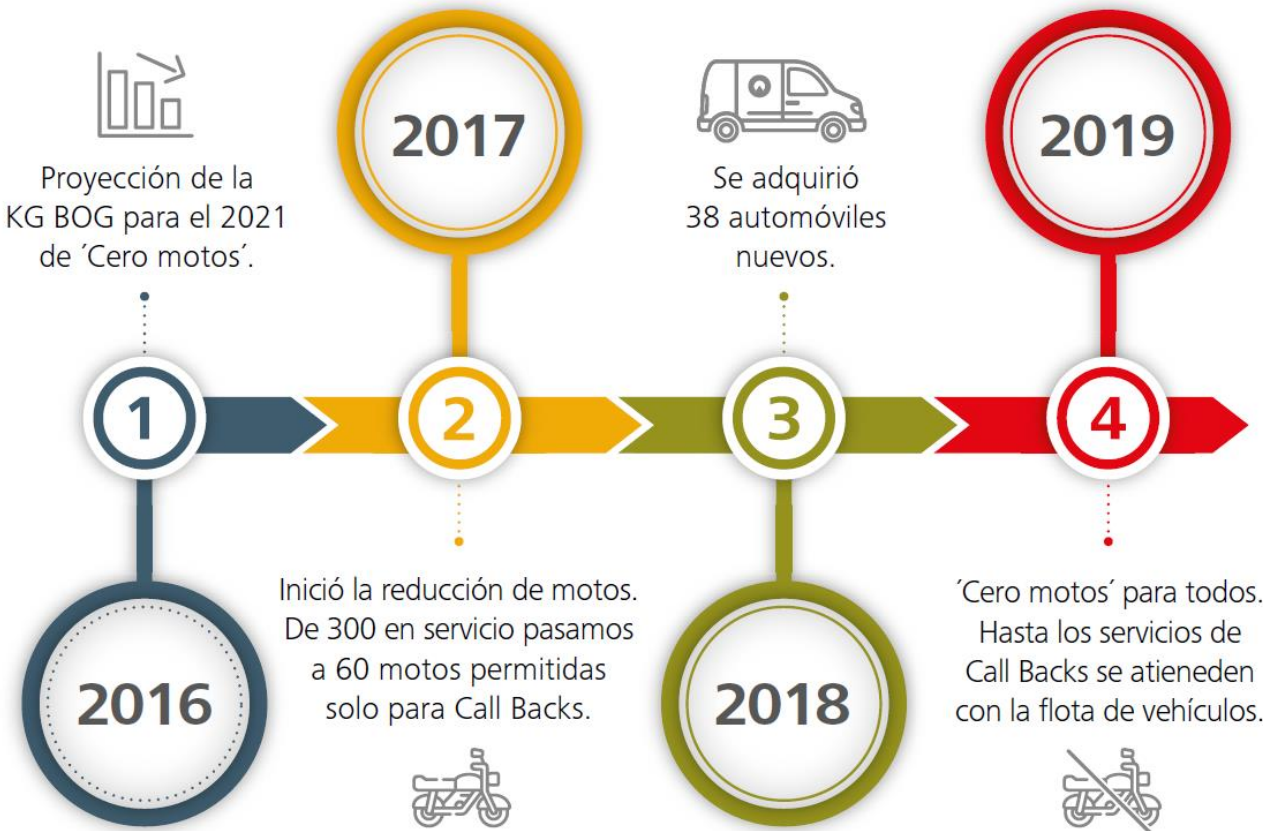 Proyección de la
KG BOG para el 2021
de ´Cero motos´.
1
2016
2017
2
Inició la reducción de motos.
De 300 en servicio pasamos
a 60 motos permitidas
solo para Call Backs.
Se adquirió
38 automóviles
nuevos.
3
2018
2019
4
´Cero motos´ para todos.
Hasta los servicios de
Call Backs se atieneden
con la flota de vehículos.